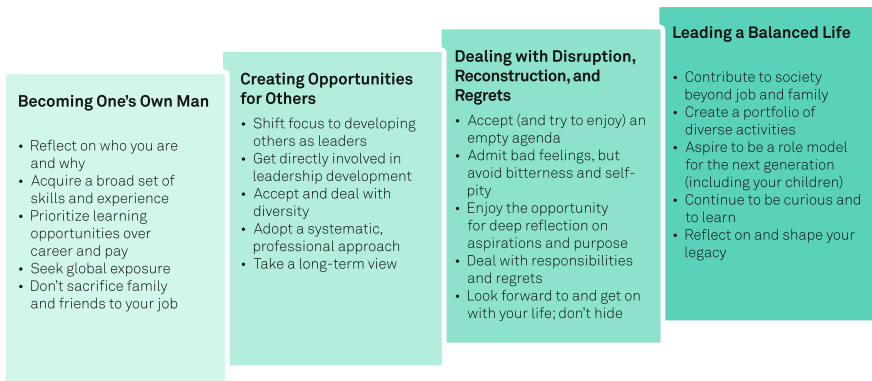 Becoming One's Own Man
• Reflect on who you are
and why
• Acquire a broad set of
skills and experience
• Prioritize learning
opportunities over
career and pay
• Seek global exposure
• Don't sacrifice family
and friends to your job
Creating Opportunities
for Others
• Shift focus to developing
others as leaders
• Get directly involved in
leadership development
• Accept and deal with
diversity
• Adopt a systematic,
professional approach
• Take a long-term view
Dealing with Disruption,
Reconstruction, and
Regrets
• Accept (and try to enjoy) an
empty agenda
• Admit bad feelings, but
avoid bitterness and self-
pity
• Enjoy the opportunity
for deep reflection on
aspirations and purpose
• Deal with responsibilities
and regrets
• Look forward to and get on
with your life; don't hide
Leading a Balanced Life
• Contribute to society
beyond job and family
• Create a portfolio of
diverse activities
• Aspire to be a role model
for the next generation
(including your children)
• Continue to be curious and
to learn
• Reflect on and shape your
legacy